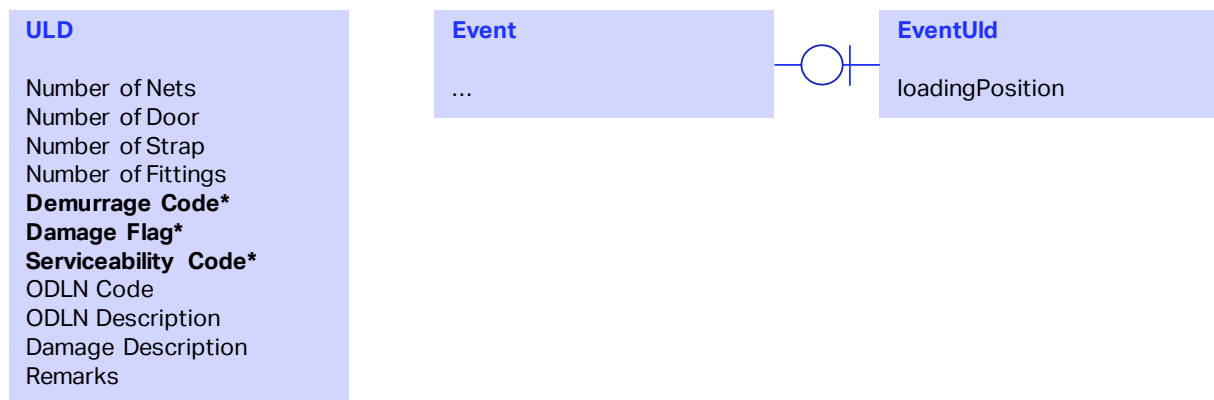 ULD
Number of Nets
Number of Door
Number of Strap
Number of Fittings
Demurrage Code*
Damage Flag*
Serviceability Code*
ODLN Code
ODLN Description
Damage Description
Remarks
Event
...
EventUld
loadingPosition